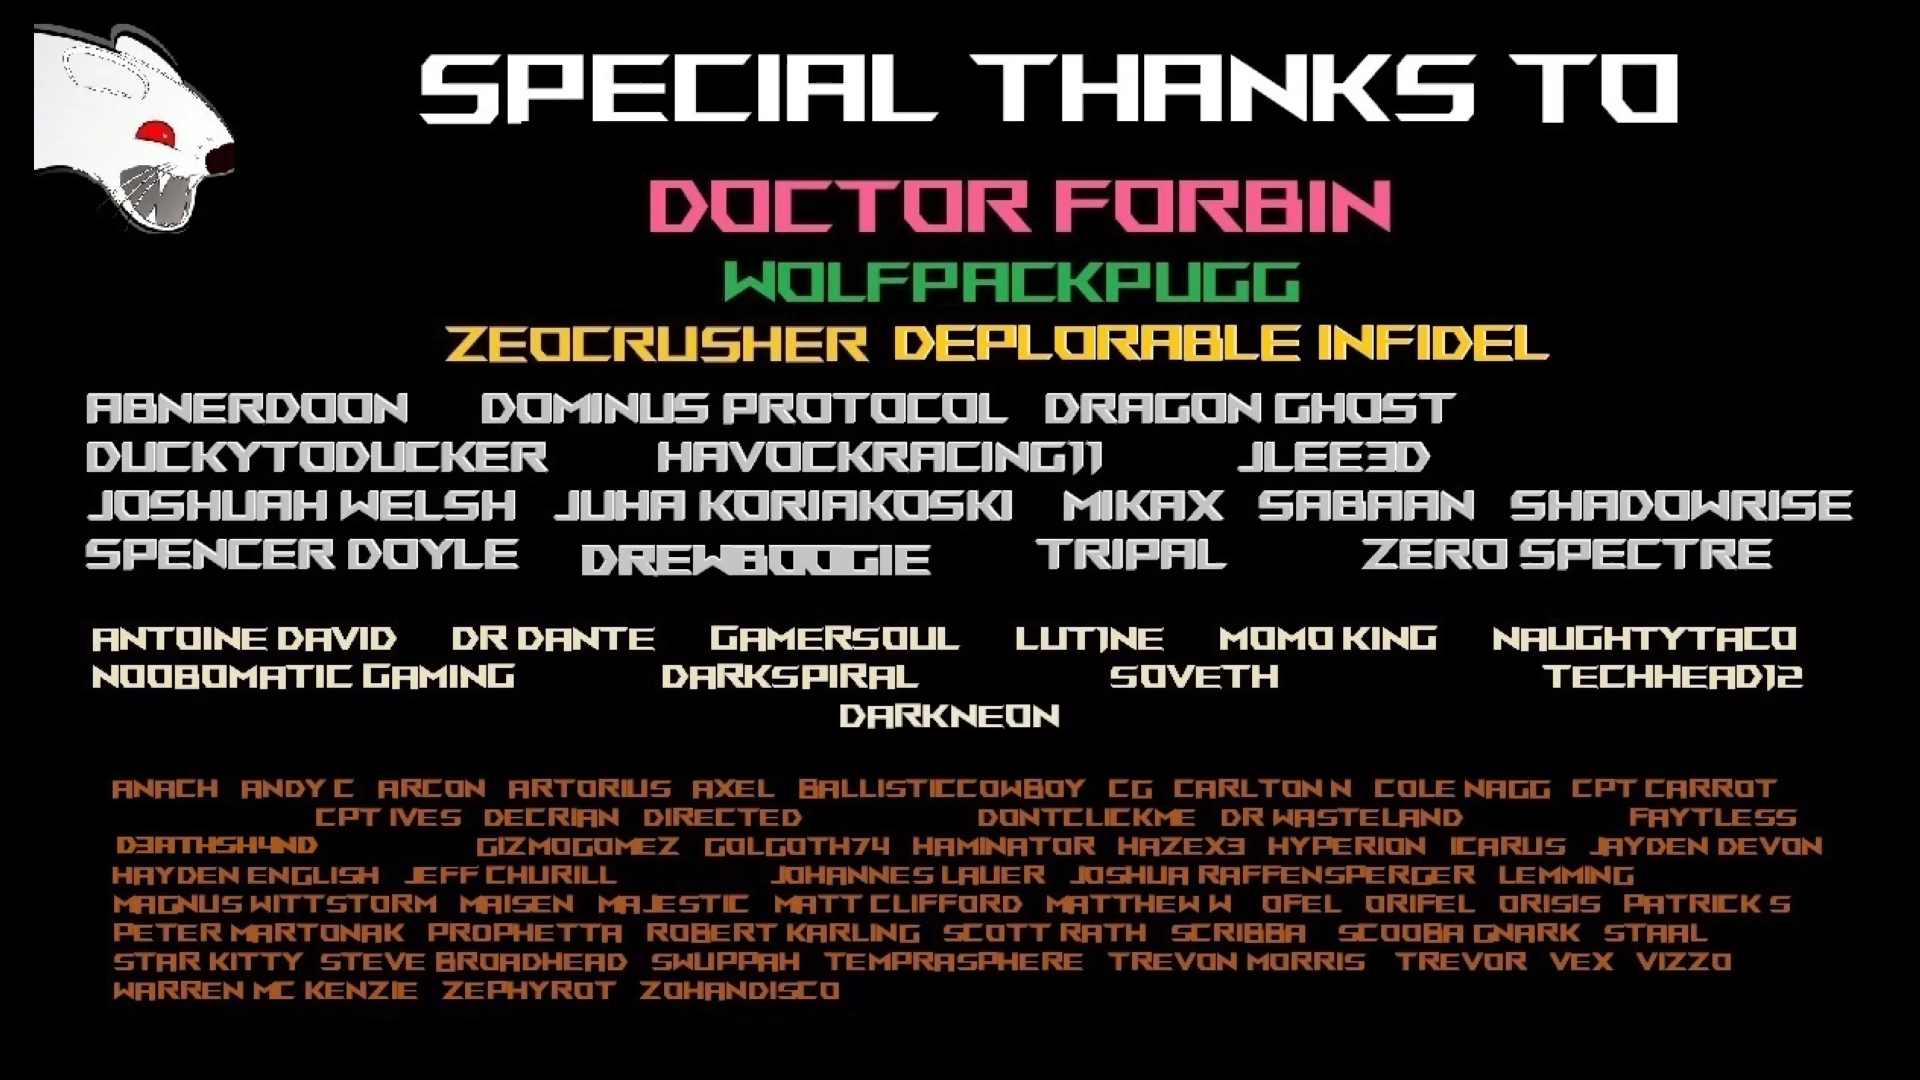 SPECIAL THANKS TO
DOCTOR FORBIN
WOLFPACKPUGG
ZEOCRUSHER DEPLORABLE INFIDEL
ABNERDOON DOMINUS PROTOCOL DRAGON GHOST
DUCKYTODUCKER HAVOCKRACING11 JLEE3D
JOSHUAH WELSH JUHA KORIAKOSKI MIKAX SABAAN SHADOWRISE
SPENCER DOYLE DREWBOOGIE TRIPAL ZERO SPECTRE
ANTOINE DAVID DR DANTE GAMERSOUL LUT1NE MOMO KING NAUGHTYTACO
NOOBOMATIC GAMING DARKSPIRAL SOVETH TECHHEAD12
DARKNEON
ANACH ANDY C ARCON ARTORIUS AXEL BALLISTICCOWBOY CG CARLTON N COLE NAGG CPT CARROT
CPT IVES DECRIAN DIRECTED DONTCLICKME DR WASTELAND FAYTLESS
D3ATHSH4ND GIZMOGOMEZ GOLGOTH74 HAMINATOR HAZEX3 HYPERION ICARUS JAYDEN DEVON
HAYDEN ENGLISH JEFF CHURILL JOHANNES LAUER JOSHUA RAFFENSPERGER LEMMING
MAGNUS WITTSTORM MAISEN MAJESTIC MATT CLIFFORD MATTHEW W OFEL ORIFEL ORISIS PATRICK S
PETER MARTONAK PROPHETTA ROBERT KARLING SCOTT RATH SCRIBBA SCOOBA GNARK STAAL
STAR KITTY STEVE BROADHEAD SWUPPAH TEMPRASPHERE TREVON MORRIS TREVOR VEX VIZZO
WARREN MC KENZIE ZEPHYROT ZOHANDISCO